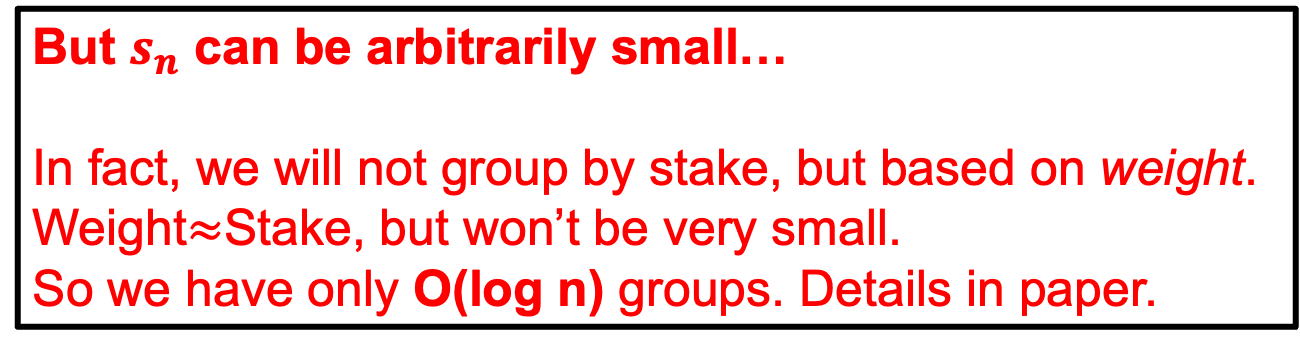 But sₙ can be arbitrarily small…
In fact, we will not group by stake, but based on weight.
Weight≈Stake, but won’t be very small.
So we have only O(log n) groups. Details in paper.